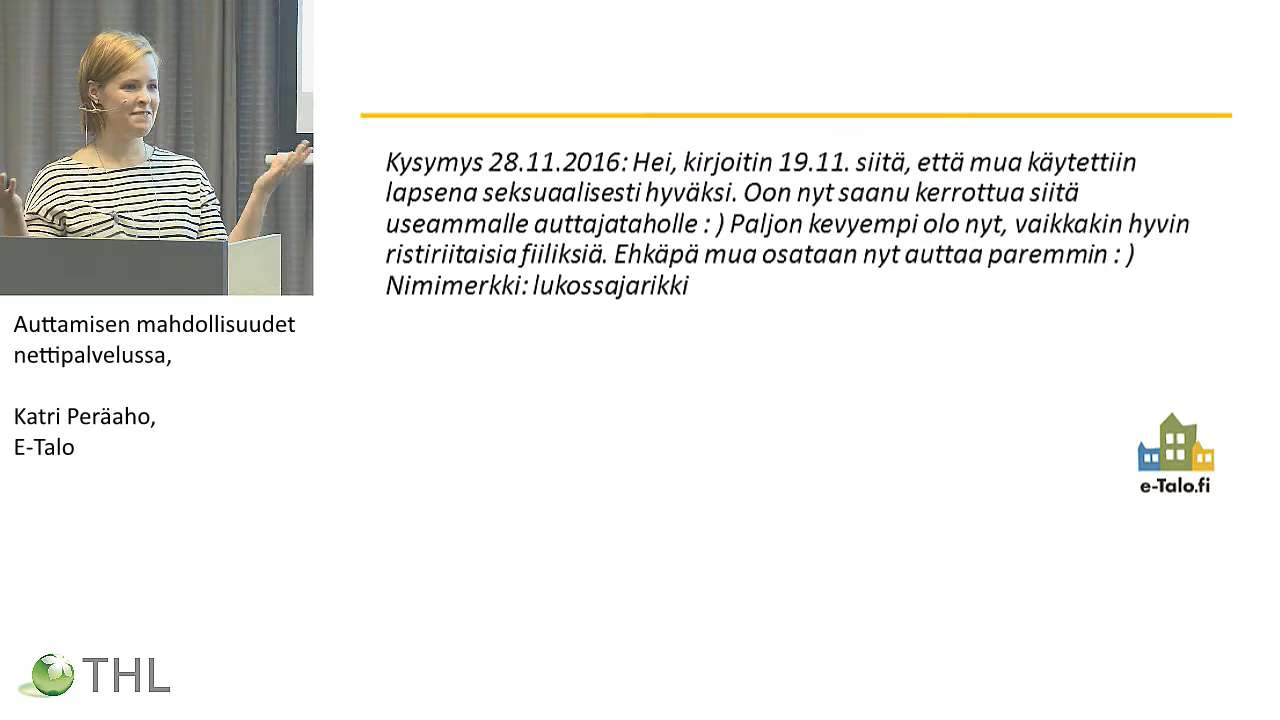 Kysymys 28.11.2016: Hei, kirjoitin 19.11. siitä, että mua käytettiin
lapsena seksuaalisesti hyväksi. Oon nyt saanu kerrottua siitä
useammalle auttajataholle : ) Paljon kevyempi olo nyt, vaikkakin hyvin
ristiriitaisia fiiliksiä. Ehkäpä mua osataan nyt auttaa paremmin : )
Nimimerkki: lukossajarikki
Auttamisen mahdollisuudet
nettipalvelussa,
Katri Peräaho,
E-Talo
e-Talo.fi
THL